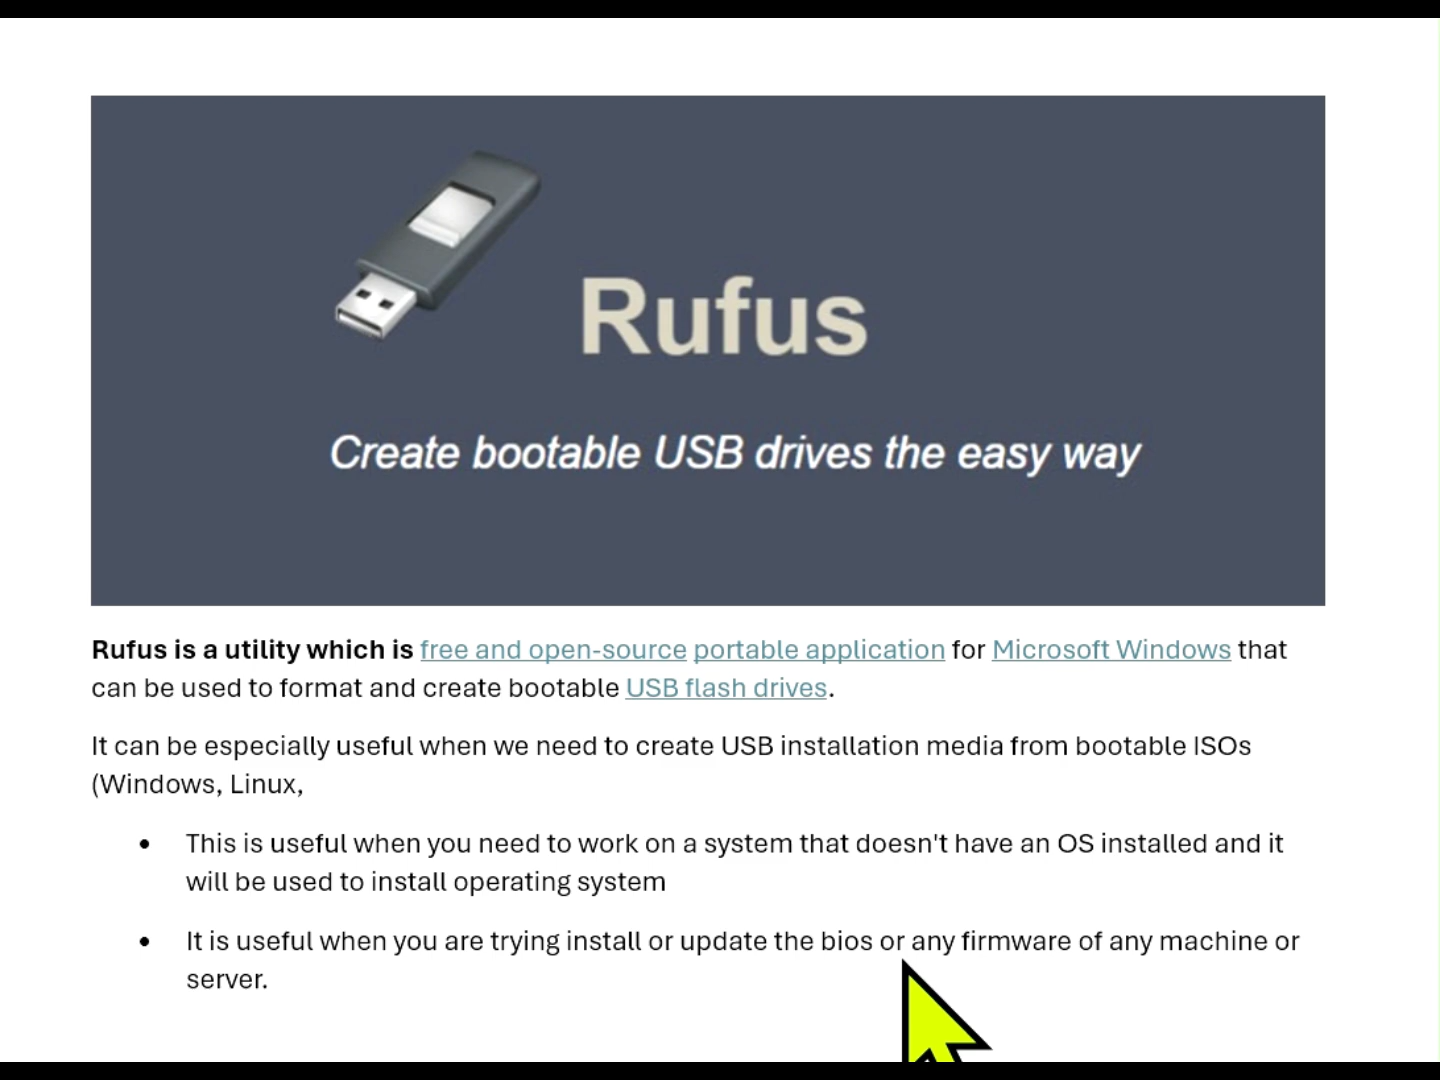 Rufus
Create bootable USB drives the easy way
Rufus is a utility which is free and open-source portable application for Microsoft Windows that
can be used to format and create bootable USB flash drives.
It can be especially useful when we need to create USB installation media from bootable ISOs
(Windows, Linux,
• This is useful when you need to work on a system that doesn't have an OS installed and it
will be used to install operating system
• It is useful when you are trying install or update the bios or any firmware of any machine or
server.